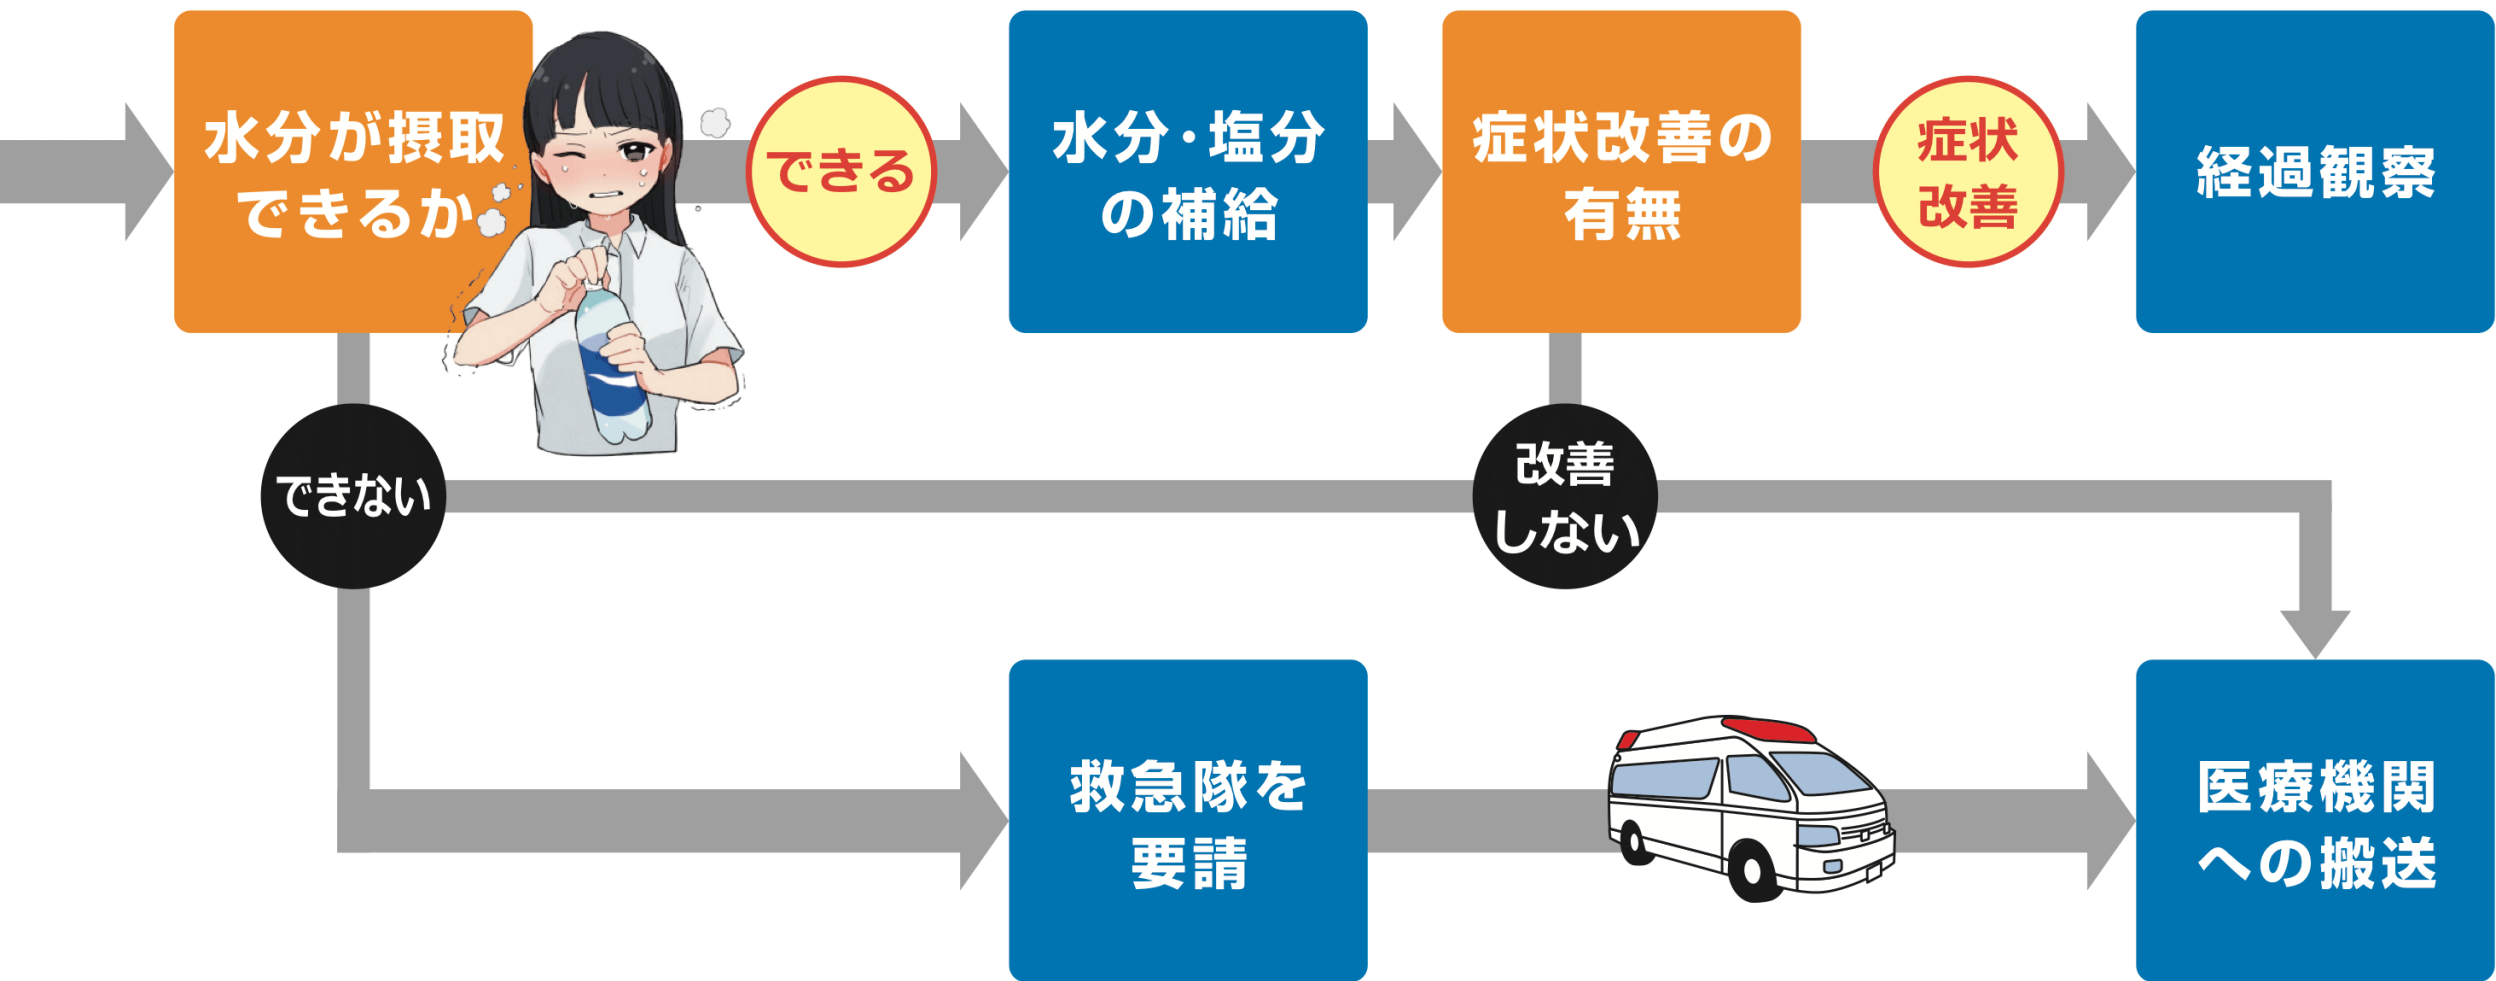 水分が摂取
できるか
できる
水分・塩分
の補給
症状改善の
有無
症状
改善
経過観察
できない
改善
しない
救急隊を
要請
医療機関
への搬送